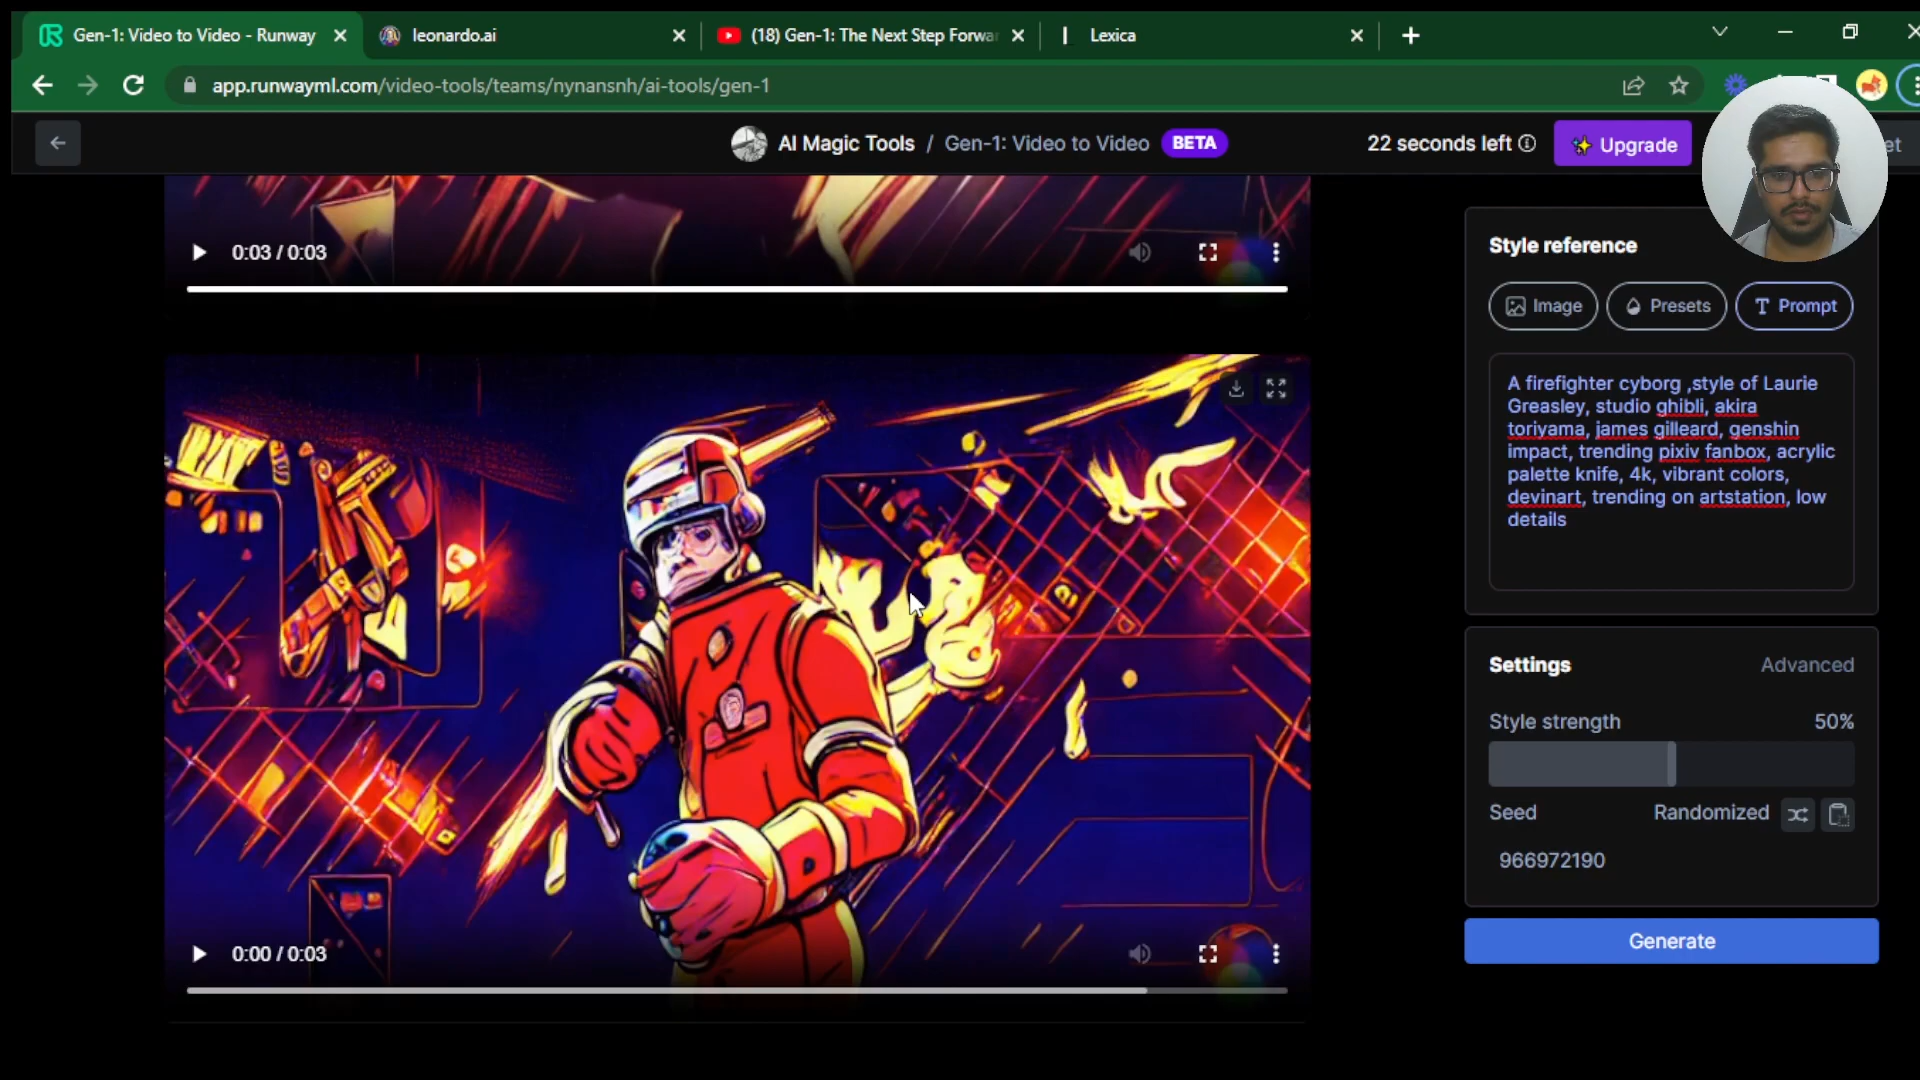 Gen-1: Video to Video - Runway
leonardo.ai
(18) Gen-1: The Next Step Forwar
Lexica
app.runwayml.com/video-tools/teams/nynansnh/ai-tools/gen-1
AI Magic Tools / Gen-1: Video to Video BETA
22 seconds left
Upgrade
et
0:03 / 0:03
Style reference
Image
Presets
Prompt
A firefighter cyborg ,style of Laurie
Greasley, studio ghibli, akira
toriyama, james gilleard, genshin
impact, trending pixiv fanbox, acrylic
palette knife, 4k, vibrant colors,
devinart, trending on artstation, low
details
Settings
Advanced
Style strength
50%
Seed
Randomized
966972190
Generate
0:00 / 0:03